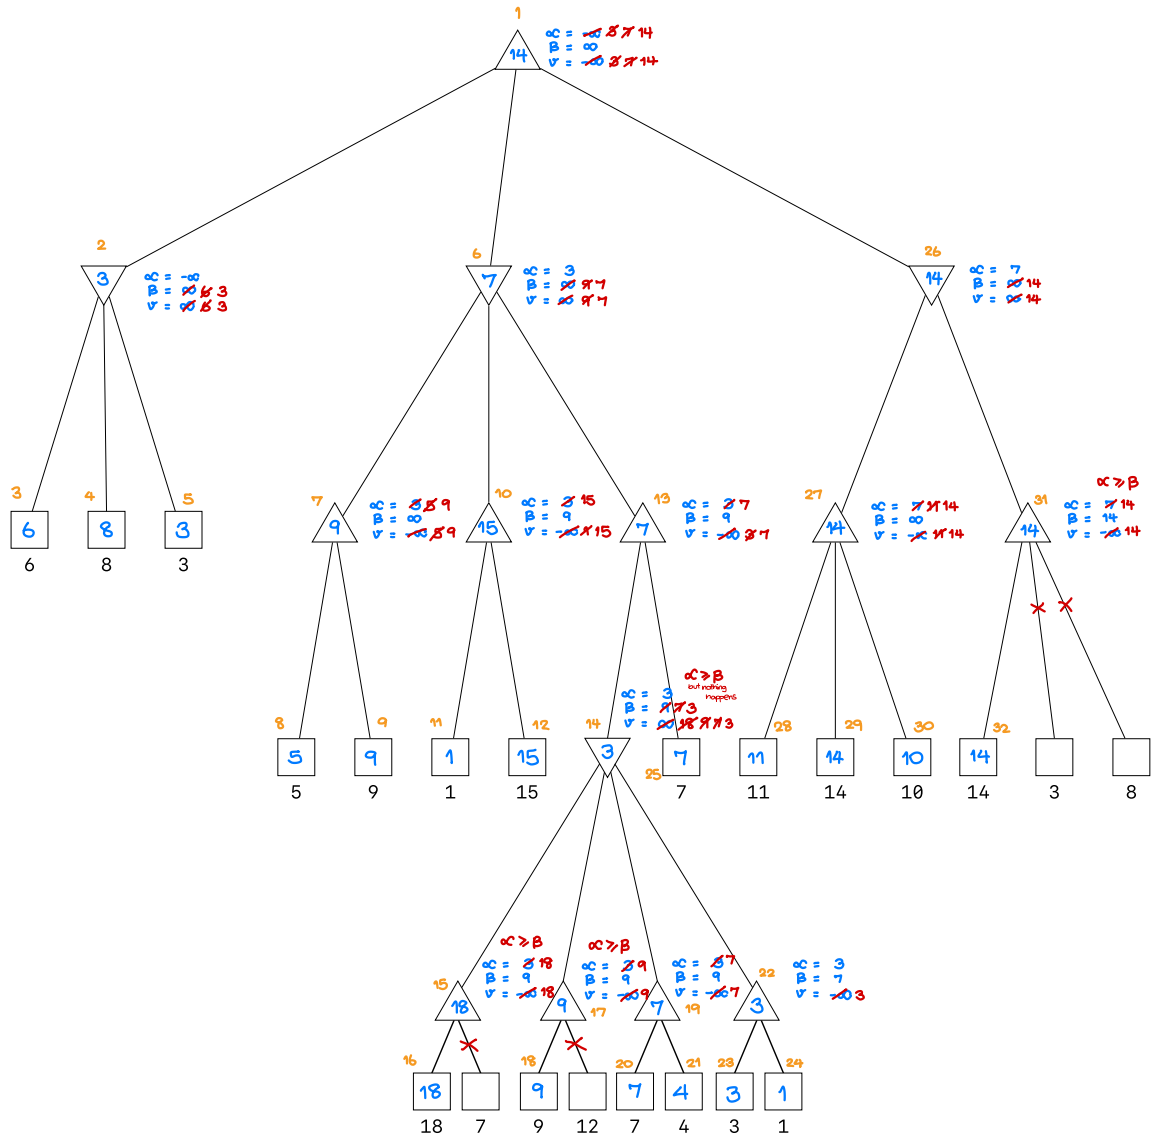 1
∝ = -∞ 3 7 14
β = ∞
v = -∞ 3 7 14
14
2
3
∝ = -∞
β = ∞ 6 3
v = ∞ 6 3
6
7
∝ = 3
β = ∞ 9 7
v = ∞ 9 7
26
14
∝ = 7
β = ∞ 14
v = ∞ 14
3
4
5
6
8
3
6
8
3
7
9
∝ = 3 5 9
β = ∞
v = -∞ 5 9
10
15
∝ = 3 15
β = 9
v = -∞ 1 15
13
7
∝ = 3 7
β = 9
v = -∞ 3 7
27
14
∝ = 7 11 14
β = ∞
v = -∞ 11 14
31
14
∝ ≥ β
∝ = 7 14
β = 14
v = -∞ 14
∝ ≥ β
but nothing
happens
∝ = 3
β = 9 7 3
v = ∞ 18 9 7 3
8
9
11
12
14
25
28
29
30
32
5
9
1
15
3
7
11
14
10
14
5
9
1
15
7
11
14
10
14
3
8
15
18
∝ ≥ β
∝ = 3 18
β = 9
v = -∞ 18
17
9
∝ ≥ β
∝ = 3 9
β = 9
v = -∞ 9
19
7
∝ = 3 7
β = 9
v = -∞ 7
22
3
∝ = 3
β = 7
v = -∞ 3
16
18
20
21
23
24
18
9
7
4
3
1
18
7
9
12
7
4
3
1